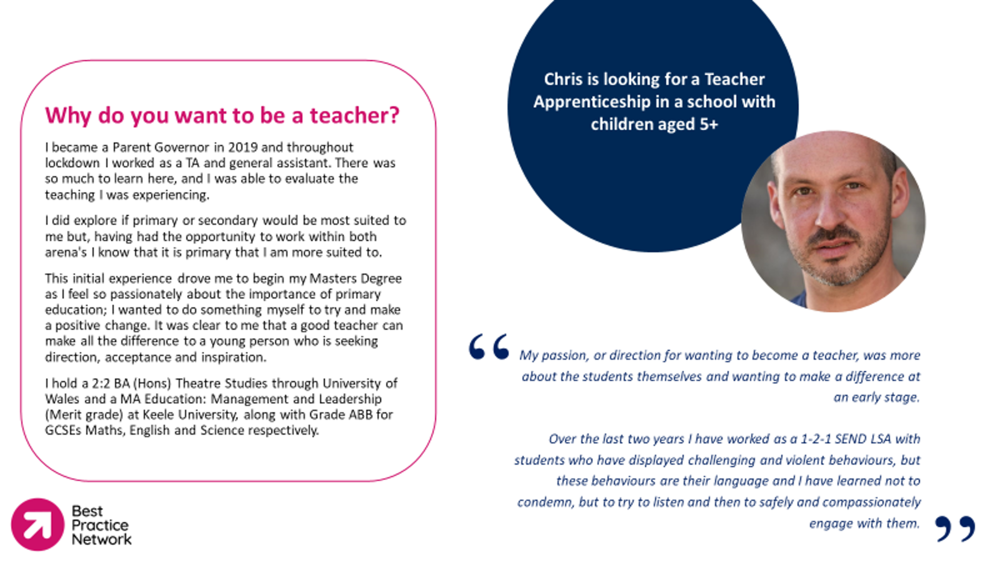 Chris is looking for a Teacher
Apprenticeship in a school with
children aged 5+
Why do you want to be a teacher?
I became a Parent Governor in 2019 and throughout
lockdown I worked as a TA and general assistant. There was
so much to learn here, and I was able to evaluate the
teaching I was experiencing.
I did explore if primary or secondary would be most suited to
me but, having had the opportunity to work within both
arena's I know that it is primary that I am more suited to.
This initial experience drove me to begin my Masters Degree
as I feel so passionately about the importance of primary
education; I wanted to do something myself to try and make
a positive change. It was clear to me that a good teacher can
make all the difference to a young person who is seeking
direction, acceptance and inspiration.
I hold a 2:2 BA (Hons) Theatre Studies through University of
Wales and a MA Education: Management and Leadership
(Merit grade) at Keele University, along with Grade ABB for
GCSEs Maths, English and Science respectively.
“ My passion, or direction for wanting to become a teacher, was more
about the students themselves and wanting to make a difference at
an early stage.
Over the last two years I have worked as a 1-2-1 SEND LSA with
students who have displayed challenging and violent behaviours, but
these behaviours are their language and I have learned not to
condemn, but to try to listen and then to safely and compassionately
engage with them. ”
Best
Practice
Network